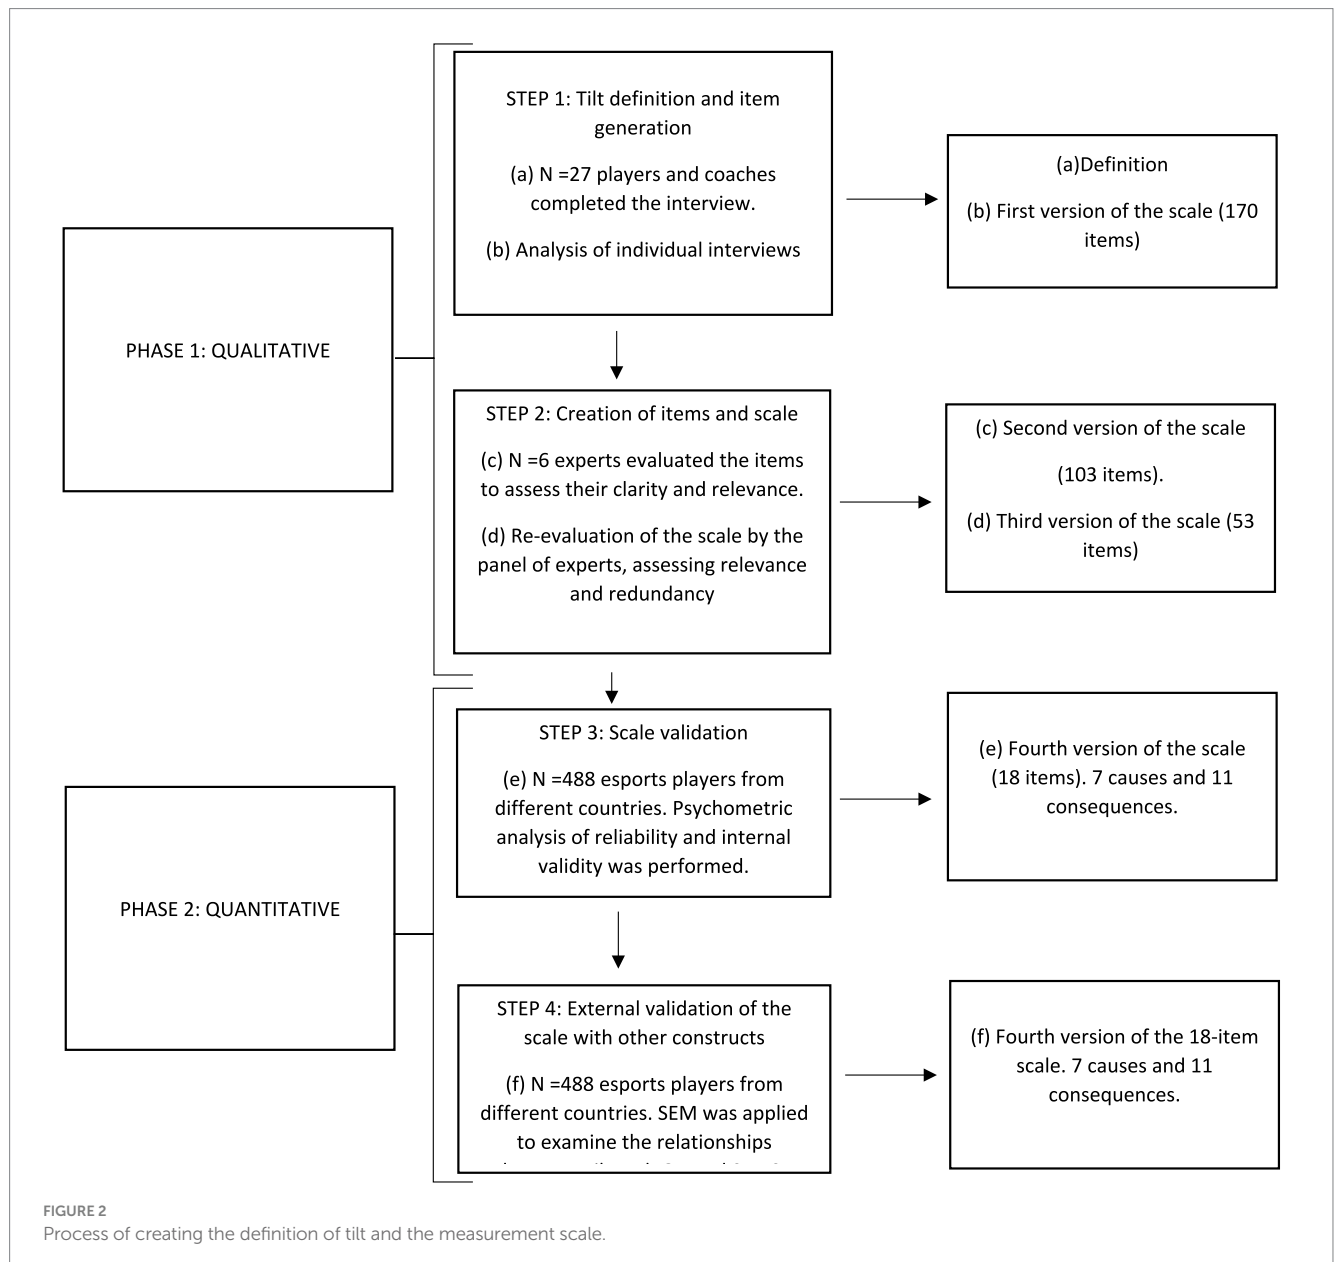 STEP 1: Tilt definition and item
generation
(a) N =27 players and coaches
completed the interview.
(b) Analysis of individual interviews
(a)Definition
(b) First version of the scale (170
items)
PHASE 1: QUALITATIVE
STEP 2: Creation of items and scale
(c) N =6 experts evaluated the items
to assess their clarity and relevance.
(d) Re-evaluation of the scale by the
panel of experts, assessing relevance
and redundancy
(c) Second version of the scale
(103 items).
(d) Third version of the scale (53
items)
STEP 3: Scale validation
(e) N =488 esports players from
different countries. Psychometric
analysis of reliability and internal
validity was performed.
(e) Fourth version of the scale
(18 items). 7 causes and 11
consequences.
PHASE 2: QUANTITATIVE
STEP 4: External validation of the
scale with other constructs
(f) N =488 esports players from
different countries. SEM was applied
to examine the relationships
(f) Fourth version of the 18-item
scale. 7 causes and 11
consequences.
FIGURE 2
Process of creating the definition of tilt and the measurement scale.